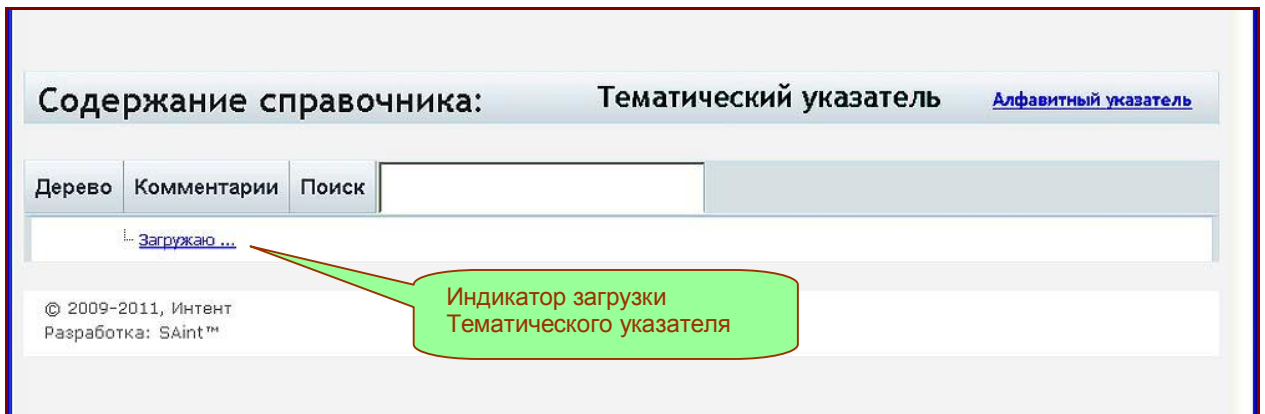 Содержание справочника: Тематический указатель Алфавитный указатель
Дерево Комментарии Поиск
Загружаю ...
Индикатор загрузки
Тематического указателя
© 2009-2011, Интент
Разработка: SAint™